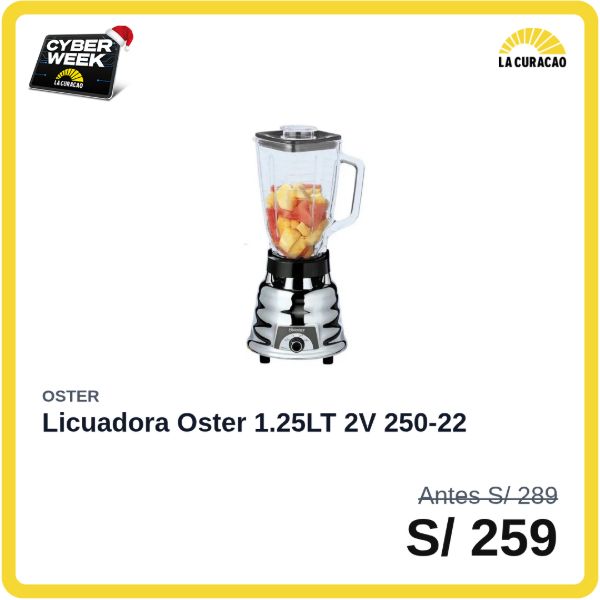 CYBER
WEEK
LA CURACAO
LA CURACAO
OSTER
Licuadora Oster 1.25LT 2V 250-22
Antes S/ 289
S/ 259